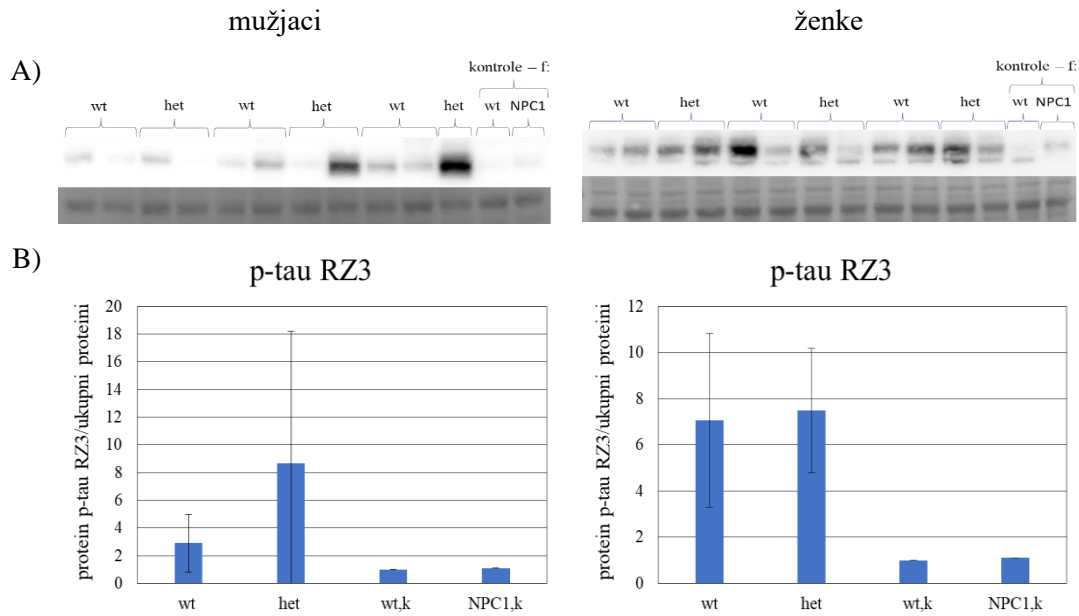 mužjaci ženke
A)
kontrole – f: kontrole – f:
wt het wt het wt het wt NPC1 wt het wt het wt het wt NPC1
B)
p-tau RZ3 p-tau RZ3
protein p-tau RZ3/ukupni proteini
20
18
16
14
12
10
8
6
4
2
0
wt het wt,k NPC1,k
protein p-tau RZ3/ukupni proteini
12
10
8
6
4
2
0
wt het wt,k NPC1,k